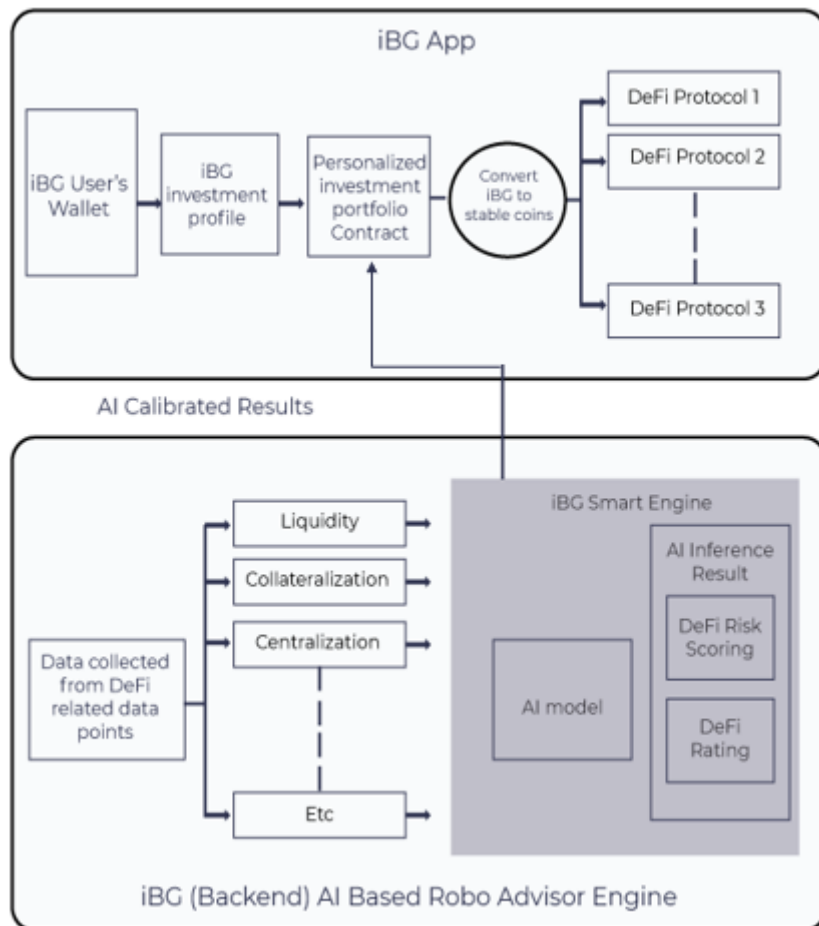 iBG App
iBG User's
Wallet
iBG
investment
profile
Personalized
investment
portfolio
Contract
Convert
iBG to
stable coins
DeFi Protocol 1
DeFi Protocol 2
DeFi Protocol 3
AI Calibrated Results
Data collected
from DeFi
related data
points
Liquidity
Collateralization
Centralization
Etc
iBG Smart Engine
AI model
AI Inference
Result
DeFi Risk
Scoring
DeFi
Rating
iBG (Backend) AI Based Robo Advisor Engine